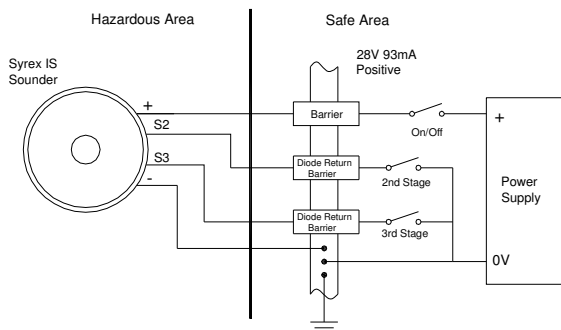 Hazardous Area
Safe Area
28V 93mA
Positive
Syrex IS
Sounder
+
S2
S3
-
Barrier
On/Off
Diode Return
Barrier
2nd Stage
Diode Return
Barrier
3rd Stage
+
Power
Supply
0V